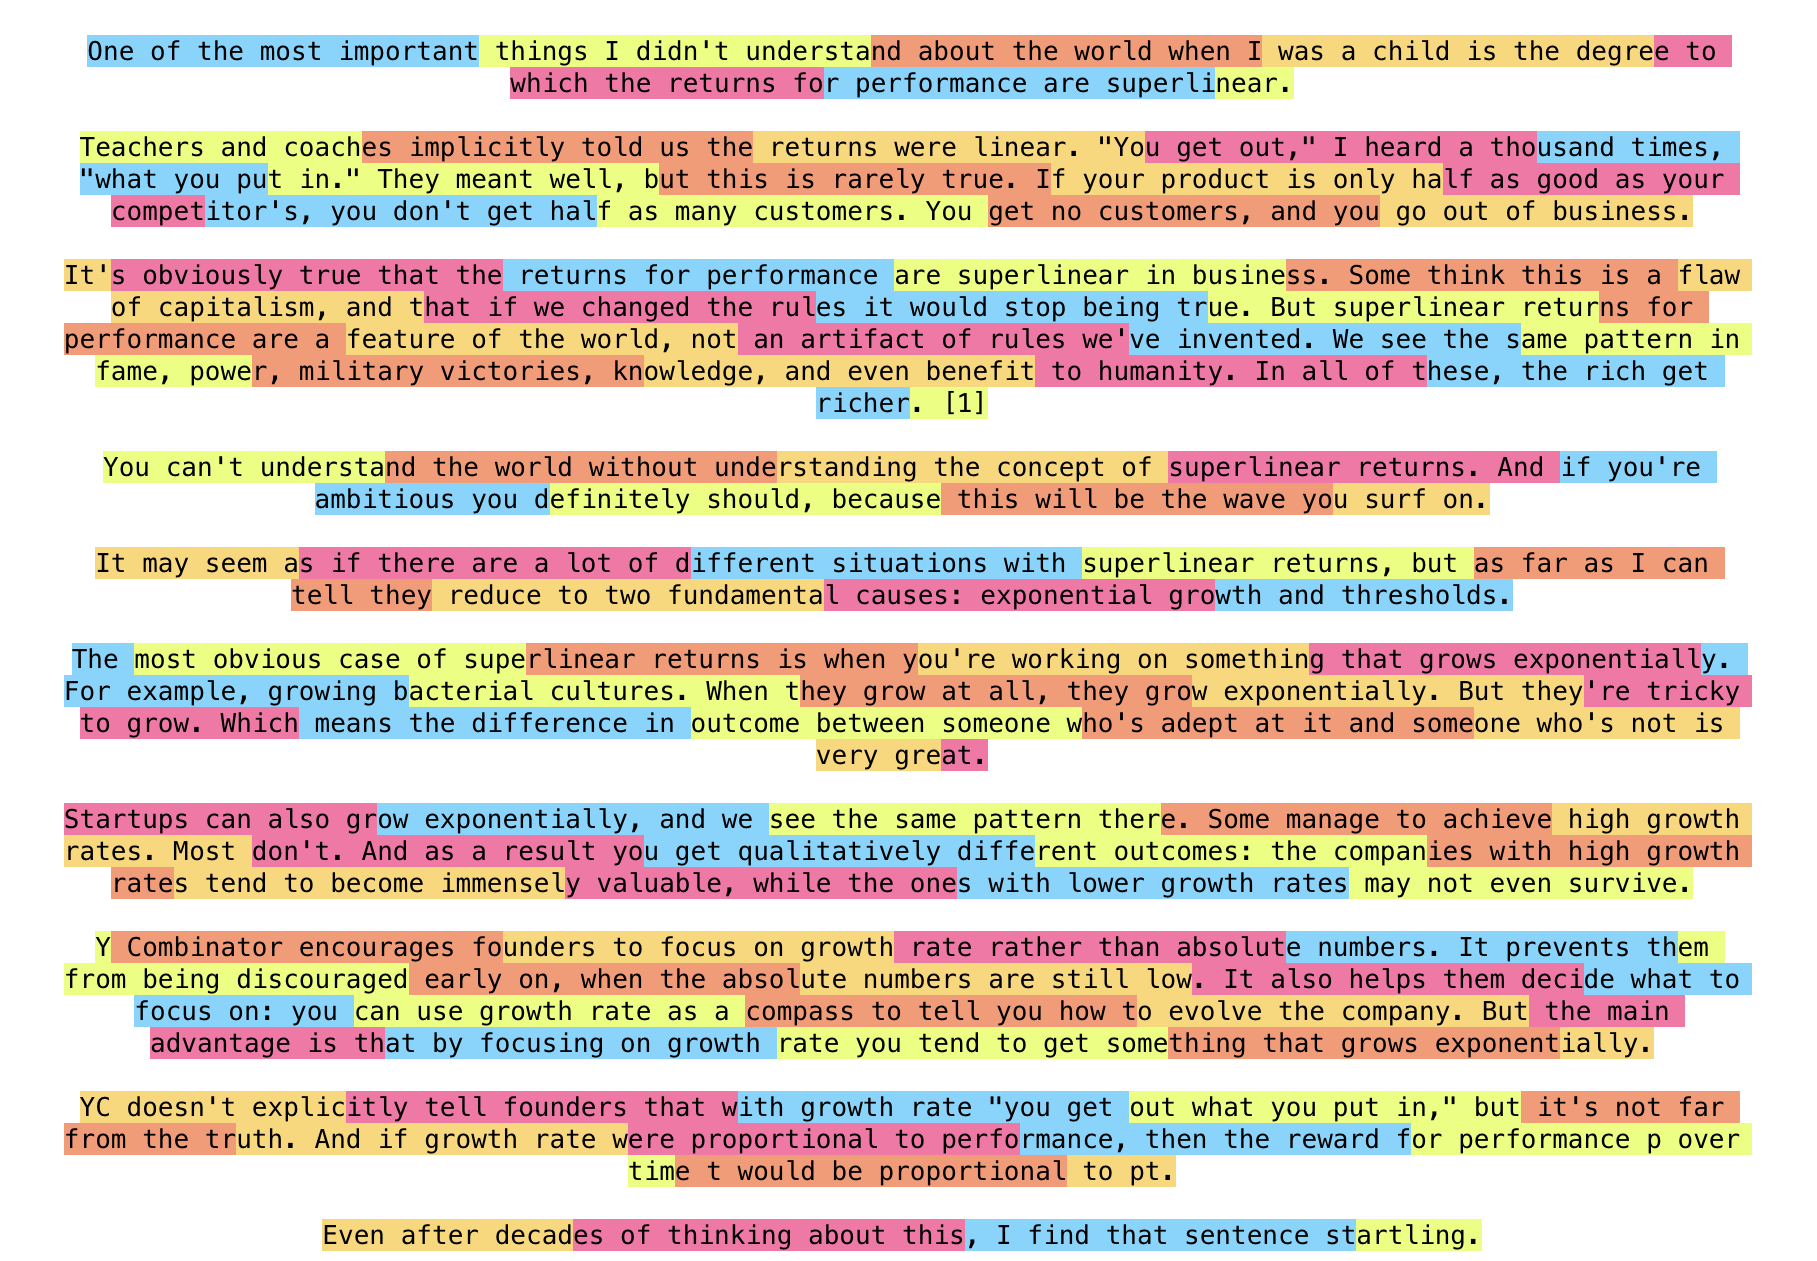 One of the most important things I didn't understand about the world when I was a child is the degree to
which the returns for performance are superlinear.
Teachers and coaches implicitly told us the returns were linear. "You get out," I heard a thousand times,
"what you put in." They meant well, but this is rarely true. If your product is only half as good as your
competitor's, you don't get half as many customers. You get no customers, and you go out of business.
It's obviously true that the returns for performance are superlinear in business. Some think this is a flaw
of capitalism, and that if we changed the rules it would stop being true. But superlinear returns for
performance are a feature of the world, not an artifact of rules we've invented. We see the same pattern in
fame, power, military victories, knowledge, and even benefit to humanity. In all of these, the rich get
richer. [1]
You can't understand the world without understanding the concept of superlinear returns. And if you're
ambitious you definitely should, because this will be the wave you surf on.
It may seem as if there are a lot of different situations with superlinear returns, but as far as I can
tell they reduce to two fundamental causes: exponential growth and thresholds.
The most obvious case of superlinear returns is when you're working on something that grows exponentially.
For example, growing bacterial cultures. When they grow at all, they grow exponentially. But they're tricky
to grow. Which means the difference in outcome between someone who's adept at it and someone who's not is
very great.
Startups can also grow exponentially, and we see the same pattern there. Some manage to achieve high growth
rates. Most don't. And as a result you get qualitatively different outcomes: the companies with high growth
rates tend to become immensely valuable, while the ones with lower growth rates may not even survive.
Y Combinator encourages founders to focus on growth rate rather than absolute numbers. It prevents them
from being discouraged early on, when the absolute numbers are still low. It also helps them decide what to
focus on: you can use growth rate as a compass to tell you how to evolve the company. But the main
advantage is that by focusing on growth rate you tend to get something that grows exponentially.
YC doesn't explicitly tell founders that with growth rate "you get out what you put in," but it's not far
from the truth. And if growth rate were proportional to performance, then the reward for performance p over
time t would be proportional to pt.
Even after decades of thinking about this, I find that sentence startling.